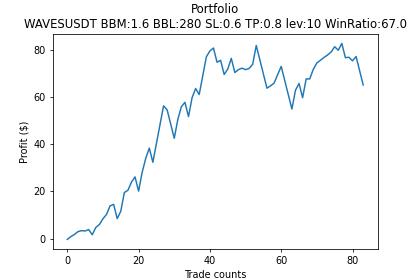 Portfolio
WAVESUSDT BBM:1.6 BBL:280 SL:0.6 TP:0.8 lev:10 WinRatio:67.0
80
60
40
20
0
Profit ($)
0 20 40 60 80
Trade counts